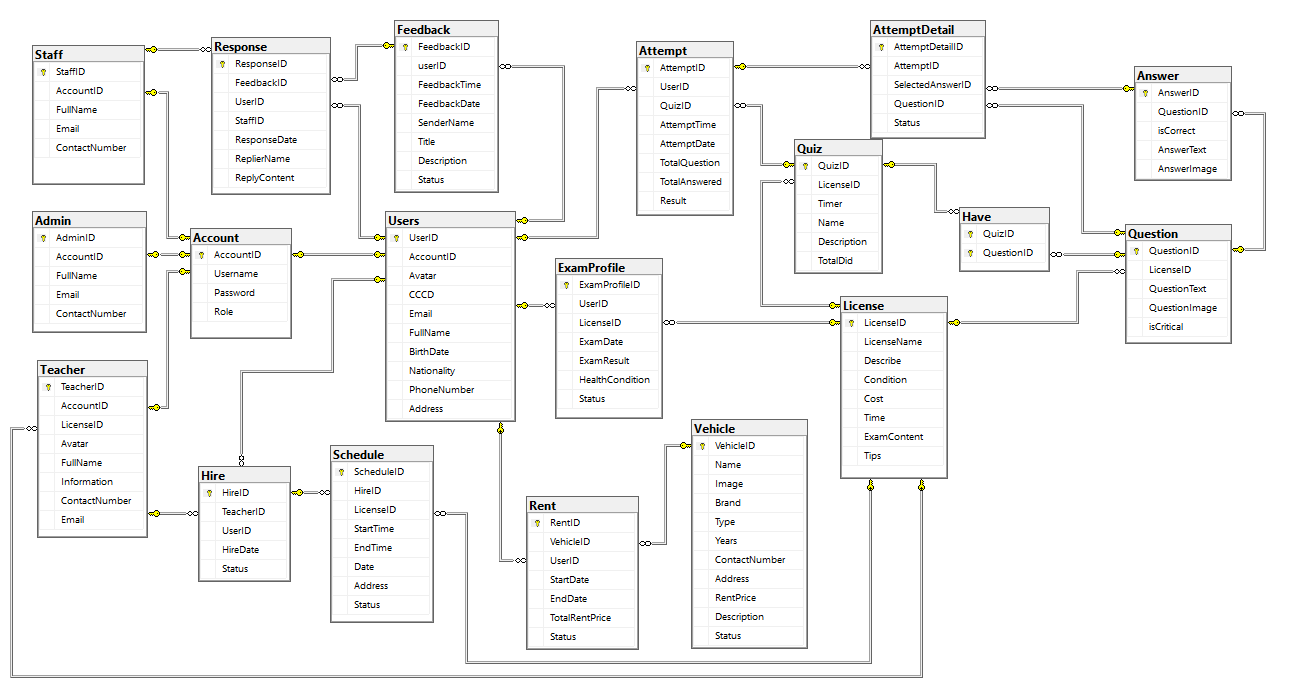 Staff
StaffID
AccountID
FullName
Email
ContactNumber
Response
ResponseID
FeedbackID
UserID
StaffID
ResponseDate
ReplierName
ReplyContent
Feedback
FeedbackID
userID
FeedbackTime
FeedbackDate
SenderName
Title
Description
Status
Attempt
AttemptID
UserID
QuizID
AttemptTime
AttemptDate
TotalQuestion
TotalAnswered
Result
AttemptDetail
AttemptDetailID
AttemptID
SelectedAnswerID
QuestionID
Status
Answer
AnswerID
QuestionID
isCorrect
AnswerText
AnswerImage
Quiz
QuizID
LicenseID
Timer
Name
Description
TotalDid
Have
QuizID
QuestionID
Question
QuestionID
LicenseID
QuestionText
QuestionImage
isCritical
Admin
AdminID
AccountID
FullName
Email
ContactNumber
Account
AccountID
Username
Password
Role
Users
UserID
AccountID
Avatar
CCCD
Email
FullName
BirthDate
Nationality
PhoneNumber
Address
ExamProfile
ExamProfileID
UserID
LicenseID
ExamDate
ExamResult
HealthCondition
Status
License
LicenseID
LicenseName
Describe
Condition
Cost
Time
ExamContent
Tips
Teacher
TeacherID
AccountID
LicenseID
Avatar
FullName
Information
ContactNumber
Email
Hire
HireID
TeacherID
UserID
HireDate
Status
Schedule
ScheduleID
HireID
LicenseID
StartTime
EndTime
Date
Address
Status
Rent
RentID
VehicleID
UserID
StartDate
EndDate
TotalRentPrice
Status
Vehicle
VehicleID
Name
Image
Brand
Type
Years
ContactNumber
Address
RentPrice
Description
Status